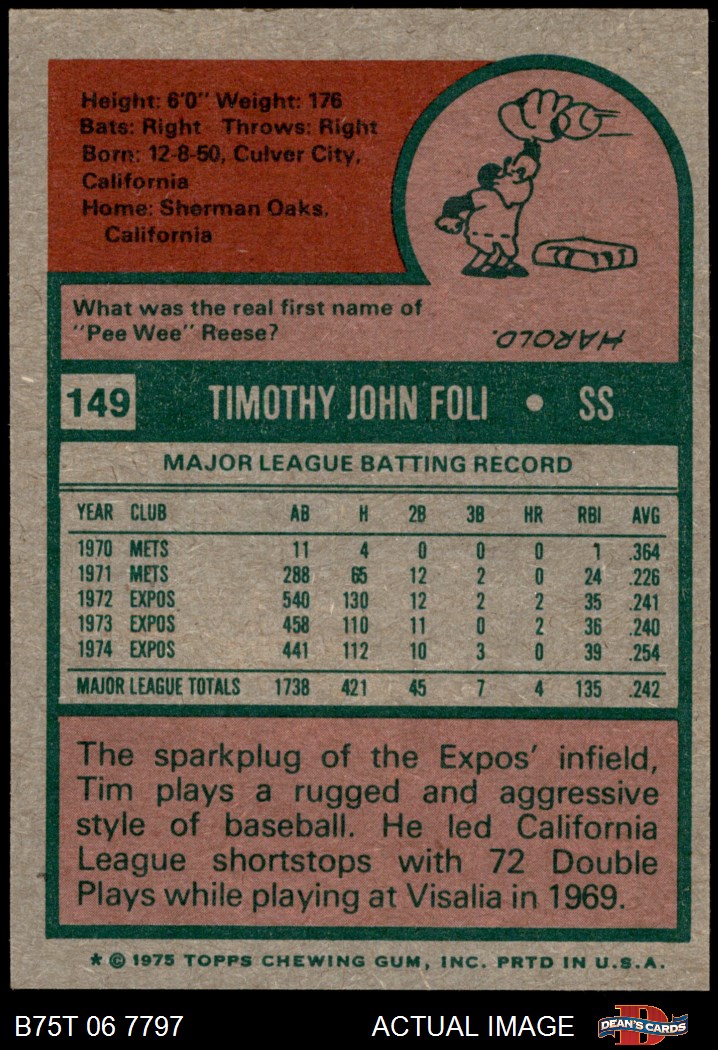 Height: 6'0" Weight: 176
Bats: Right Throws: Right
Born: 12-8-50, Culver City,
California
Home: Sherman Oaks,
California
What was the real first name of
"Pee Wee" Reese?
HAROLD.
149 TIMOTHY JOHN FOLI • SS
MAJOR LEAGUE BATTING RECORD
YEAR CLUB AB H 2B 3B HR RBI AVG
1970 METS 11 4 0 0 0 1 .364
1971 METS 288 65 12 2 0 24 .226
1972 EXPOS 540 130 12 2 2 35 .241
1973 EXPOS 458 110 11 0 2 36 .240
1974 EXPOS 441 112 10 3 0 39 .254
MAJOR LEAGUE TOTALS 1738 421 45 7 4 135 .242
The sparkplug of the Expos' infield,
Tim plays a rugged and aggressive
style of baseball. He led California
League shortstops with 72 Double
Plays while playing at Visalia in 1969.
* © 1975 TOPPS CHEWING GUM, INC. PRTD IN U.S.A.
B75T 06 7797 ACTUAL IMAGE D DEAN'S CARDS